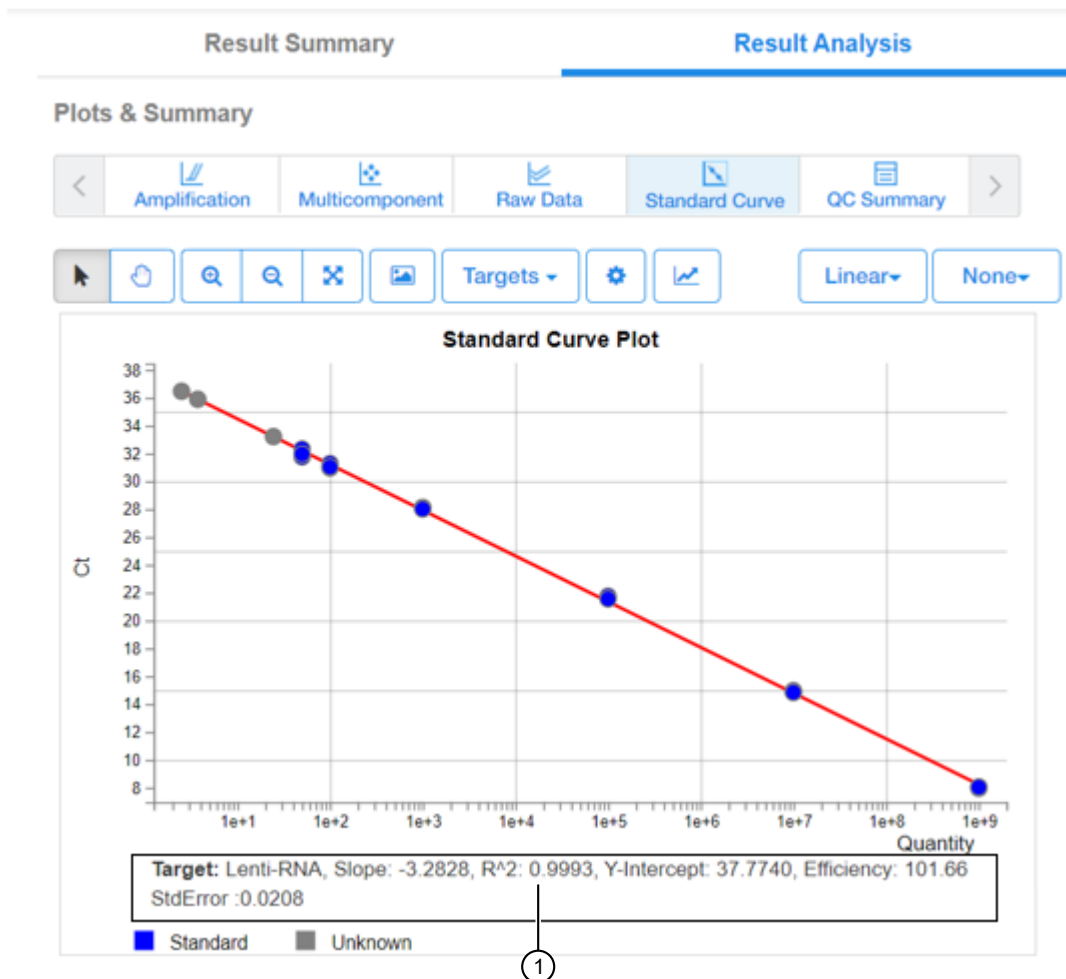 Result Summary
Result Analysis
Plots & Summary
Amplification
Multicomponent
Raw Data
Standard Curve
QC Summary
Targets
Linear
None
Standard Curve Plot
38
36
34
32
30
28
26
24
22
20
18
16
14
12
10
8
Ct
1e+1
1e+2
1e+3
1e+4
1e+5
1e+6
1e+7
1e+8
1e+9
Quantity
Target: Lenti-RNA, Slope: -3.2828, R^2: 0.9993, Y-Intercept: 37.7740, Efficiency: 101.66
StdError :0.0208
Standard
Unknown
1